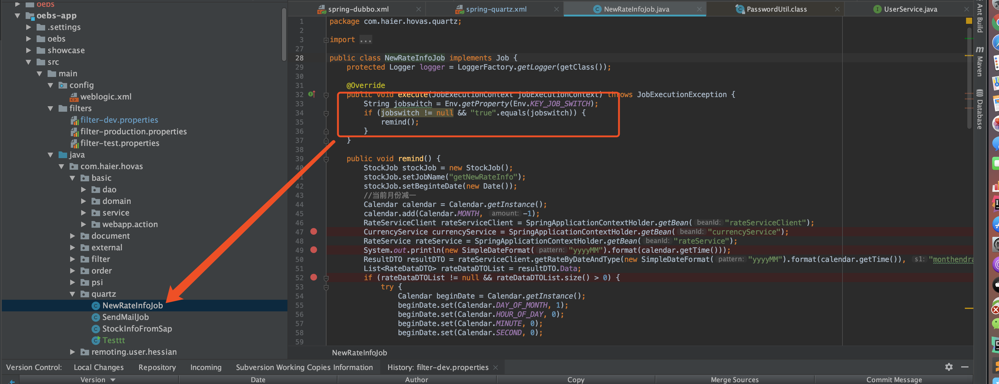 oebs
oebs-app
.settings
oebs
showcase
src
main
config
weblogic.xml
filters
filter-dev.properties
filter-production.properties
filter-test.properties
java
com.haier.hovas
basic
dao
domain
service
webapp.action
document
external
filter
order
psi
quartz
NewRateInfoJob
SendMailJob
StockInfoFromSap
Testtt
remoting.user.hessian
spring-dubbo.xml
spring-quartz.xml
NewRateInfoJob.java
PasswordUtil.class
UserService.java
1 package com.haier.hovas.quartz;
2
3 import ...
27
28 public class NewRateInfoJob implements Job {
29 protected Logger logger = LoggerFactory.getLogger(getClass());
30
31 @Override
32 public void execute(JobExecutionContext jobExecutionContext) throws JobExecutionException {
33 String jobswitch = Env.getProperty(Env.KEY_JOB_SWITCH);
34 if (jobswitch != null && "true".equals(jobswitch)) {
35 remind();
36 }
37 }
38
39 public void remind() {
40 StockJob stockJob = new StockJob();
stockJob.setJobName("getNewRateInfo");
42 stockJob.setBeginteDate(new Date());
43 //当前月份减一
44 Calendar calendar = Calendar.getInstance();
45 calendar.add(Calendar.MONTH, amount: -1);
46 RateServiceClient rateServiceClient = SpringApplicationContextHolder.getBean( beanId: "rateServiceClient");
47 CurrencyService currencyService = SpringApplicationContextHolder.getBean( beanId: "currencyService");
48 RateService rateService = SpringApplicationContextHolder.getBean( beanId: "rateService");
49 System.out.println(new SimpleDateFormat( pattern: "yyyyMM").format(calendar.getTime()));
50 ResultDTO resultDTO = rateServiceClient.getRateByDateAndType(new SimpleDateFormat( pattern: "yyyyMM").format(calendar.getTime()), s1: "monthendra
51 List<RateDataDTO> rateDataDTOList = resultDTO.Data;
52 if (rateDataDTOList != null && rateDataDTOList.size() > 0) {
53 try {
54 Calendar beginDate = Calendar.getInstance();
55 beginDate.set(Calendar.DAY_OF_MONTH, 1);
56 beginDate.set(Calendar.HOUR_OF_DAY, 0);
57 beginDate.set(Calendar.MINUTE, 0);
58 beginDate.set(Calendar.SECOND, 0);
59
NewRateInfoJob
Ant Build
Maven
Database
Version Control: Local Changes Repository Incoming Subversion Working Copies Information History: filter-dev.properties
Version Date Author Copy Merge Sources Commit Message